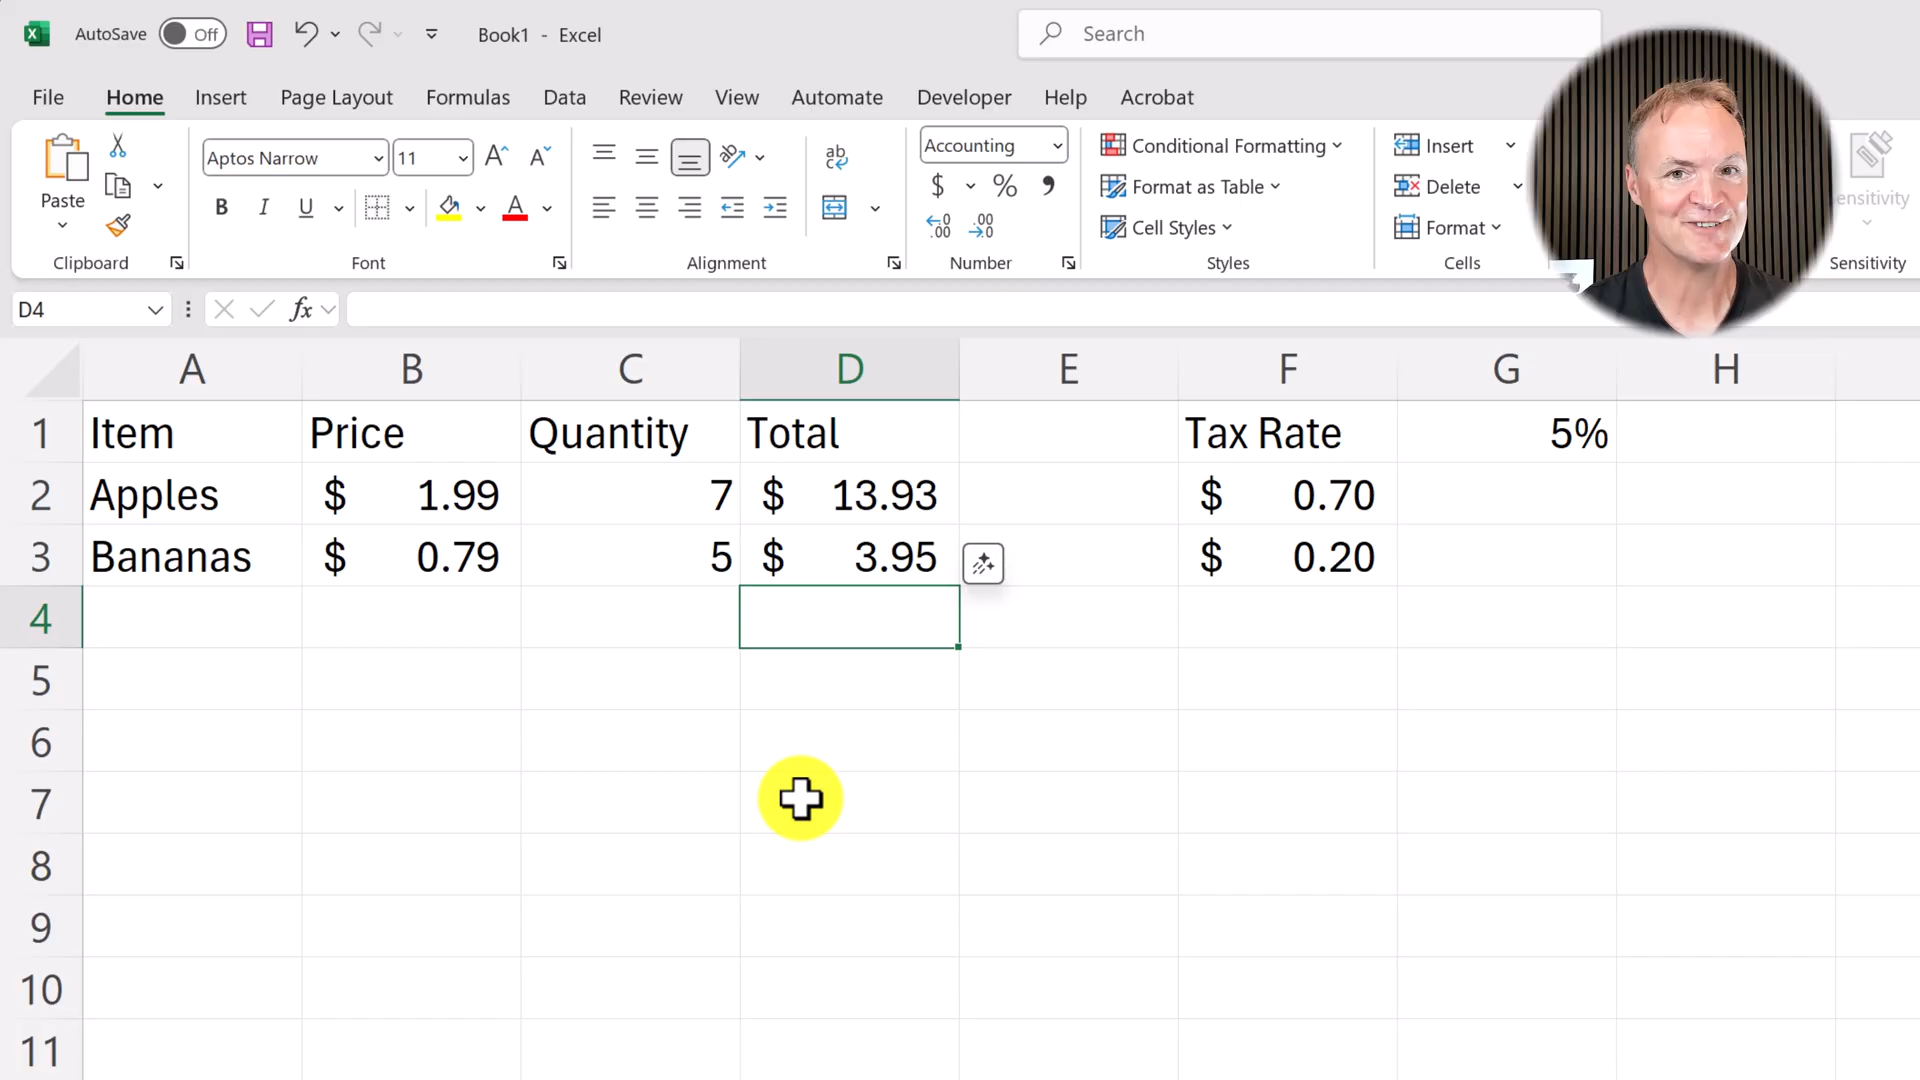 AutoSave Off Book1 - Excel Search
File Home Insert Page Layout Formulas Data Review View Automate Developer Help Acrobat
Paste Aptos Narrow 11 Accounting Conditional Formatting Insert
B I U $ % Format as Table Delete ensitivity
Cell Styles Format
Clipboard Font Alignment Number Styles Cells Sensitivity
D4 fx
A B C D E F G H
1 Item Price Quantity Total Tax Rate 5%
2 Apples $ 1.99 7 $ 13.93 $ 0.70
3 Bananas $ 0.79 5 $ 3.95 $ 0.20
4
5
6
7
8
9
10
11